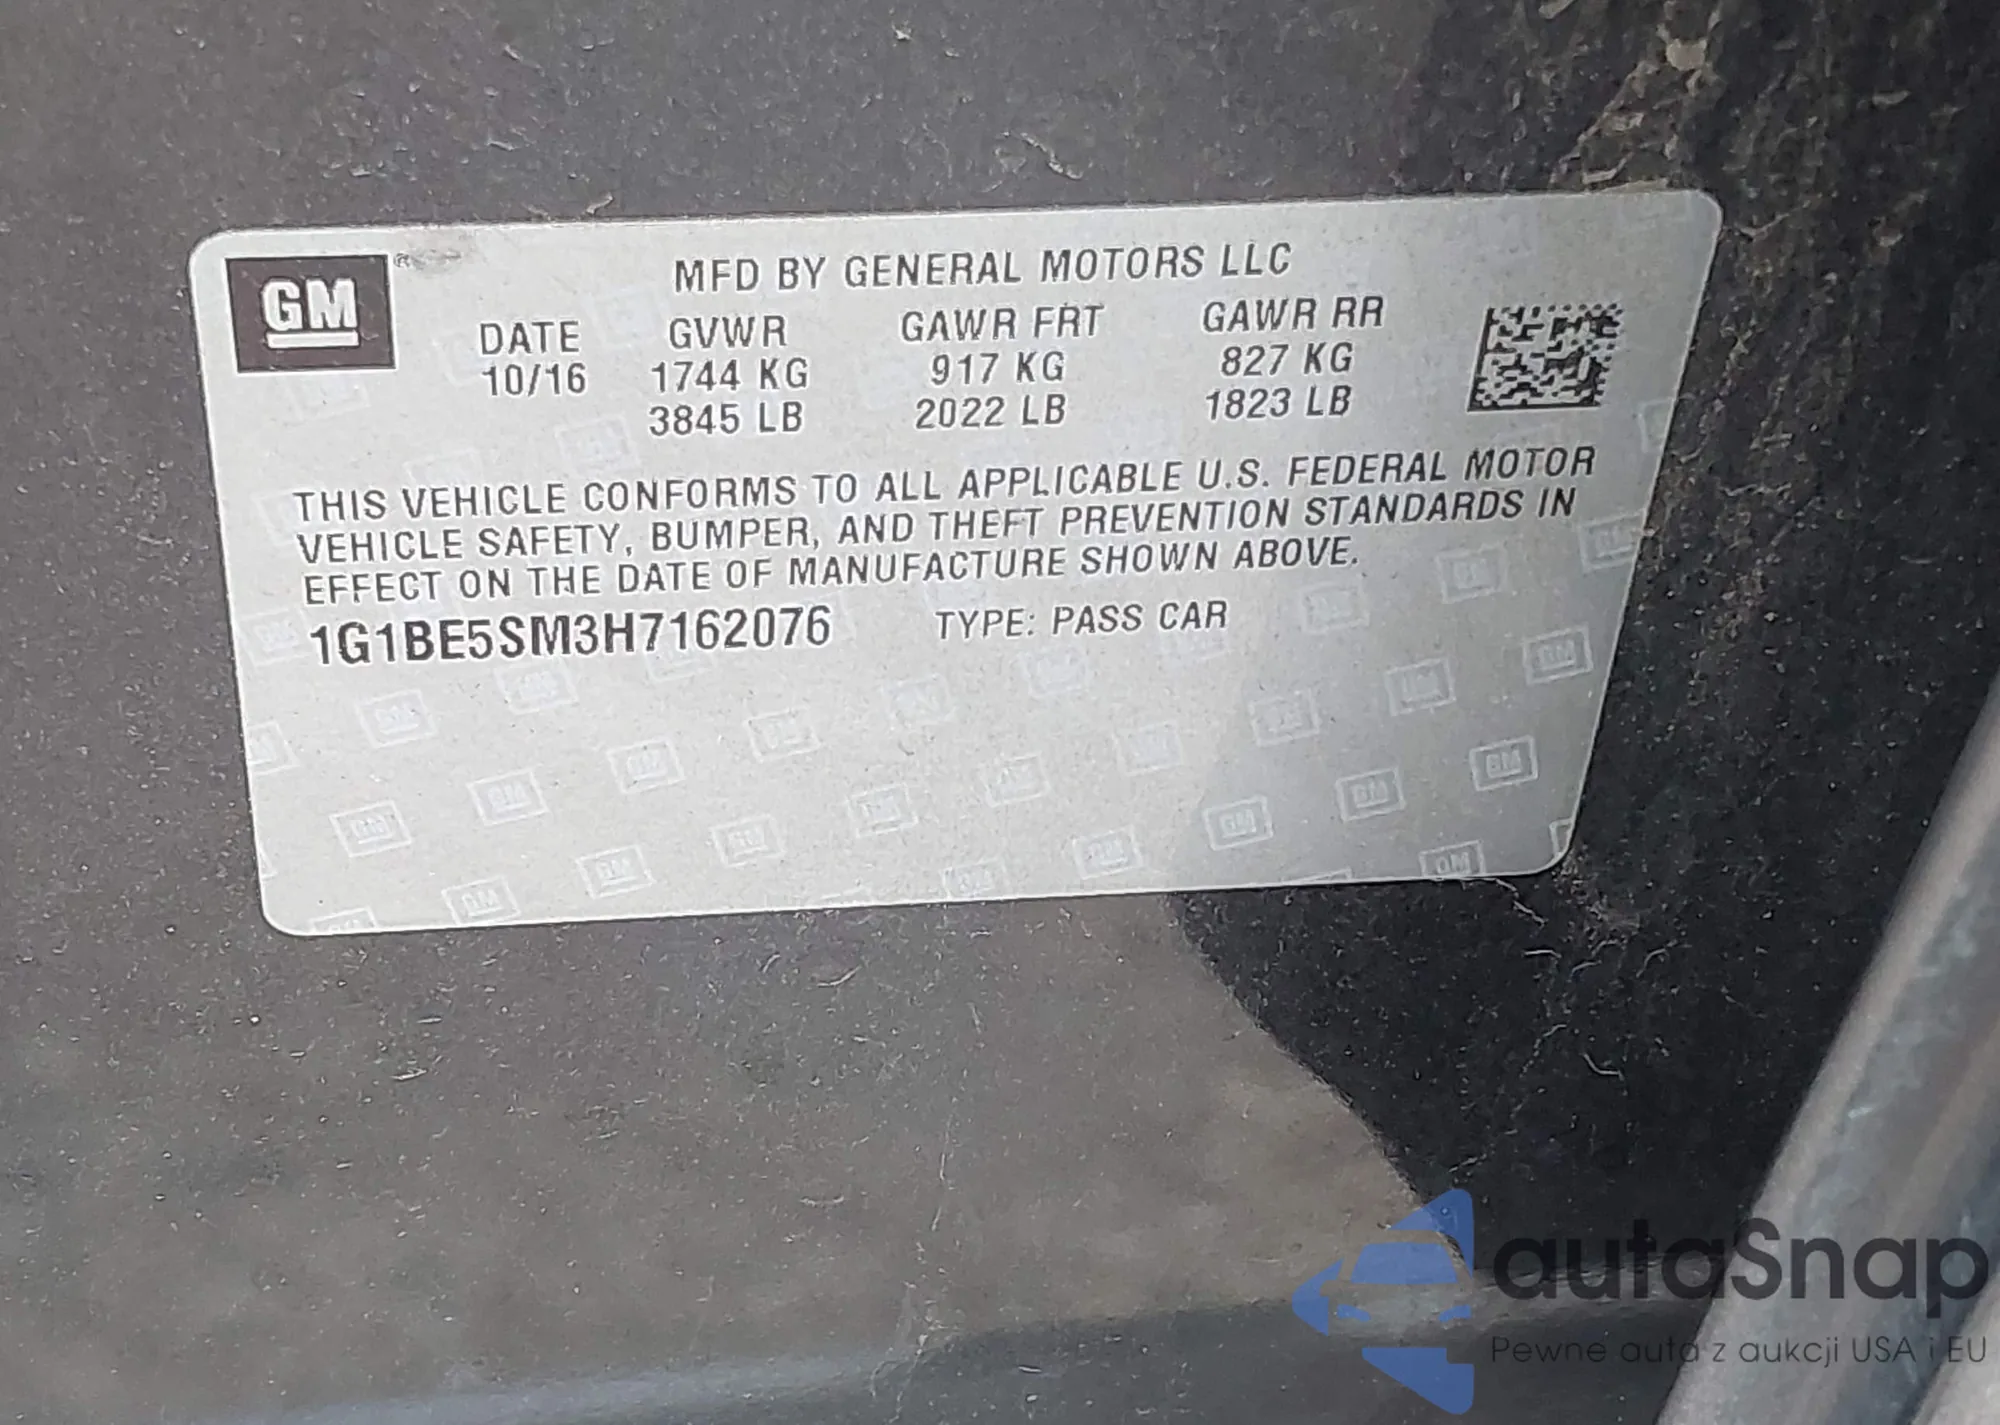 GM®
MFD BY GENERAL MOTORS LLC
DATE GVWR GAWR FRT GAWR RR
10/16 1744 KG 917 KG 827 KG
3845 LB 2022 LB 1823 LB
THIS VEHICLE CONFORMS TO ALL APPLICABLE U.S. FEDERAL MOTOR
VEHICLE SAFETY, BUMPER, AND THEFT PREVENTION STANDARDS IN
EFFECT ON THE DATE OF MANUFACTURE SHOWN ABOVE.
1G1BE5SM3H7162076 TYPE: PASS CAR
autaSnap
Pewne auta z aukcji USA i EU